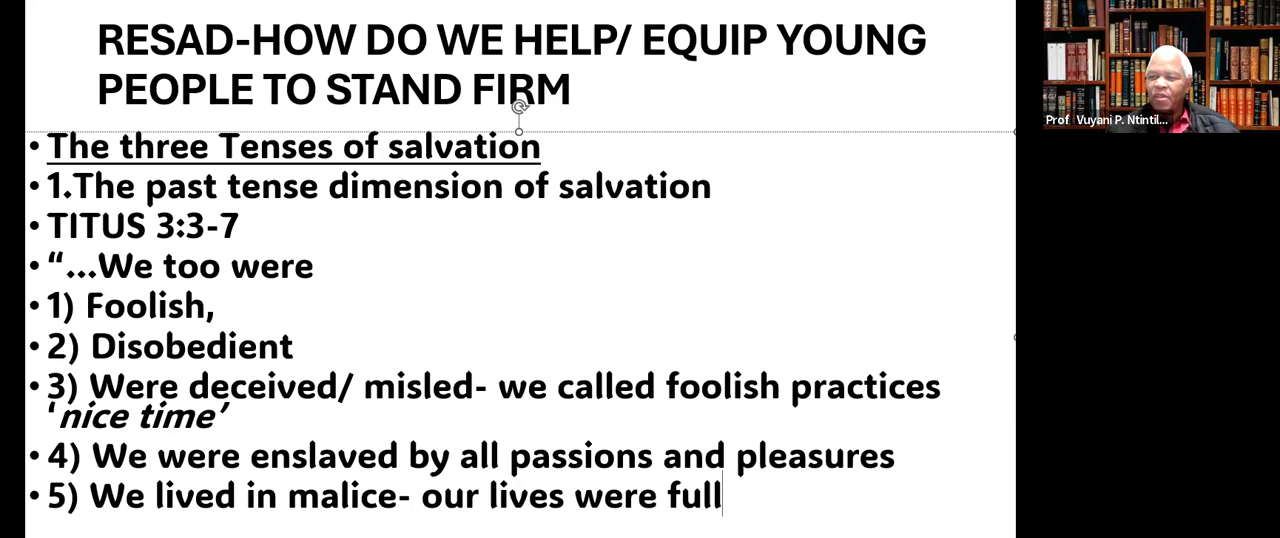 RESAD-HOW DO WE HELP/ EQUIP YOUNG
PEOPLE TO STAND FIRM
• The three Tenses of salvation
• 1.The past tense dimension of salvation
• TITUS 3:3-7
• “...We too were
• 1) Foolish,
• 2) Disobedient
• 3) Were deceived/ misled- we called foolish practices
‘nice time’
• 4) We were enslaved by all passions and pleasures
• 5) We lived in malice- our lives were full
Prof Vuyani P. Ntintil...